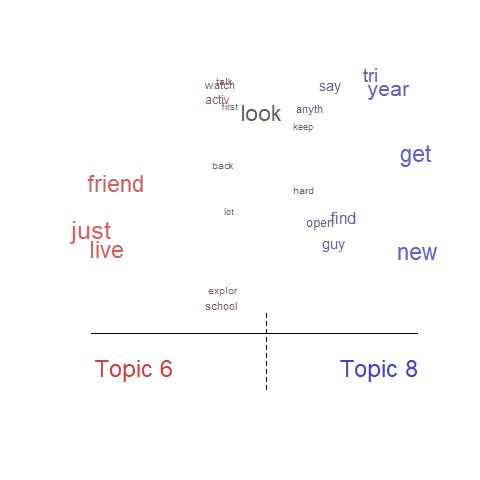 tri
talk
watch
say
year
activ
first
look
anyth
keep
get
back
friend
hard
lot
find
open
just
guy
live
new
explor
school
Topic 6
Topic 8